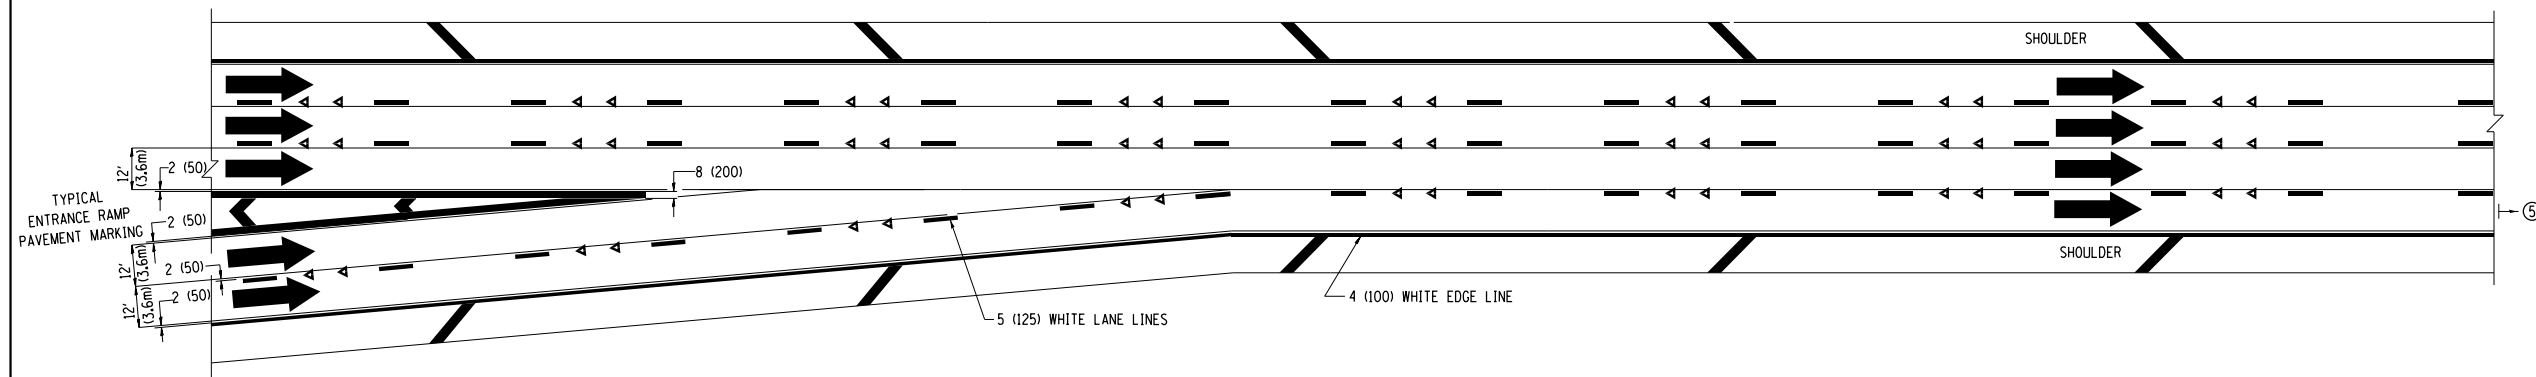 SHOULDER
12'
(3.6m)
2 (50)
8 (200)
TYPICAL
ENTRANCE RAMP
PAVEMENT MARKING
2 (50)
5
12'
(3.6m)
2 (50)
SHOULDER
12'
(3.6m)
2 (50)
4 (100) WHITE EDGE LINE
5 (125) WHITE LANE LINES